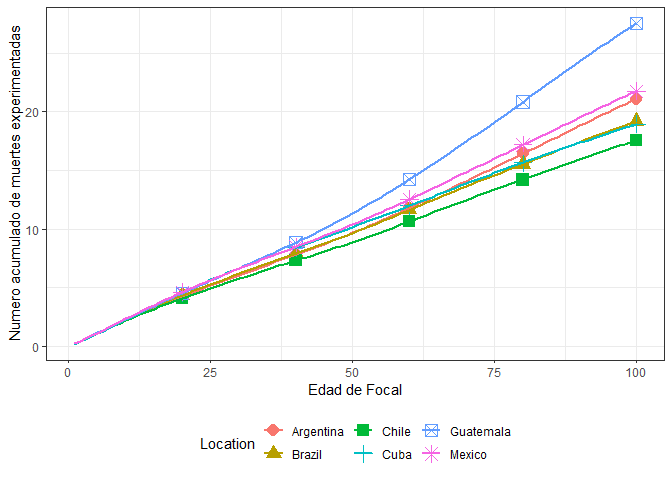 Numero acumulado de muertes experimentadas
20
10
0
0 25 50 75 100
Edad de Focal
Location
Argentina Chile Guatemala
Brazil Cuba Mexico